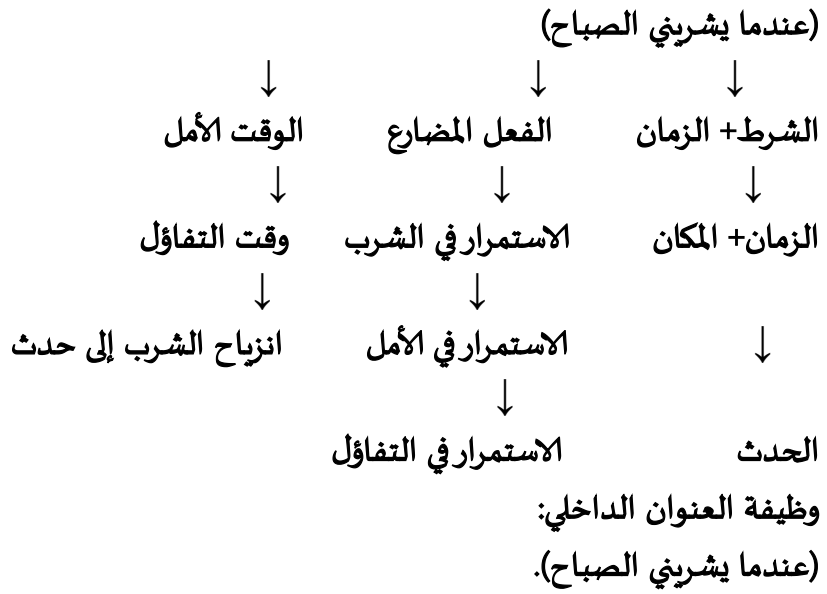 (عندما يشربني الصباح)
↓ ↓ ↓
الشرط+ الزمان الفعل المضارع الوقت الأمل
↓ ↓ ↓
الزمان+ المكان الاستمرار في الشرب وقت التفاؤل
↓ ↓
↓ الاستمرار في الأمل انزياح الشرب إلى حدث
↓
الحدث الاستمرار في التفاؤل
وظيفة العنوان الداخلي:
(عندما يشربني الصباح).